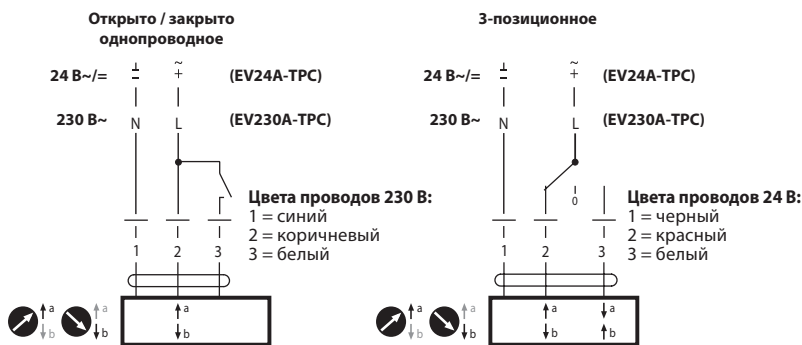 Открыто / закрыто
однопроводное
24 В~/=
~
+
(EV24A-TPC)
230 В~
N
L
(EV230A-TPC)
Цвета проводов 230 В:
1 = синий
2 = коричневый
3 = белый
1 2 3
a
b
a
b
a
b
3-позиционное
24 В~/=
~
+
(EV24A-TPC)
230 В~
N
L
(EV230A-TPC)
0
Цвета проводов 24 В:
1 = черный
2 = красный
3 = белый
1 2 3
a
b
a
b
a
b
a
b